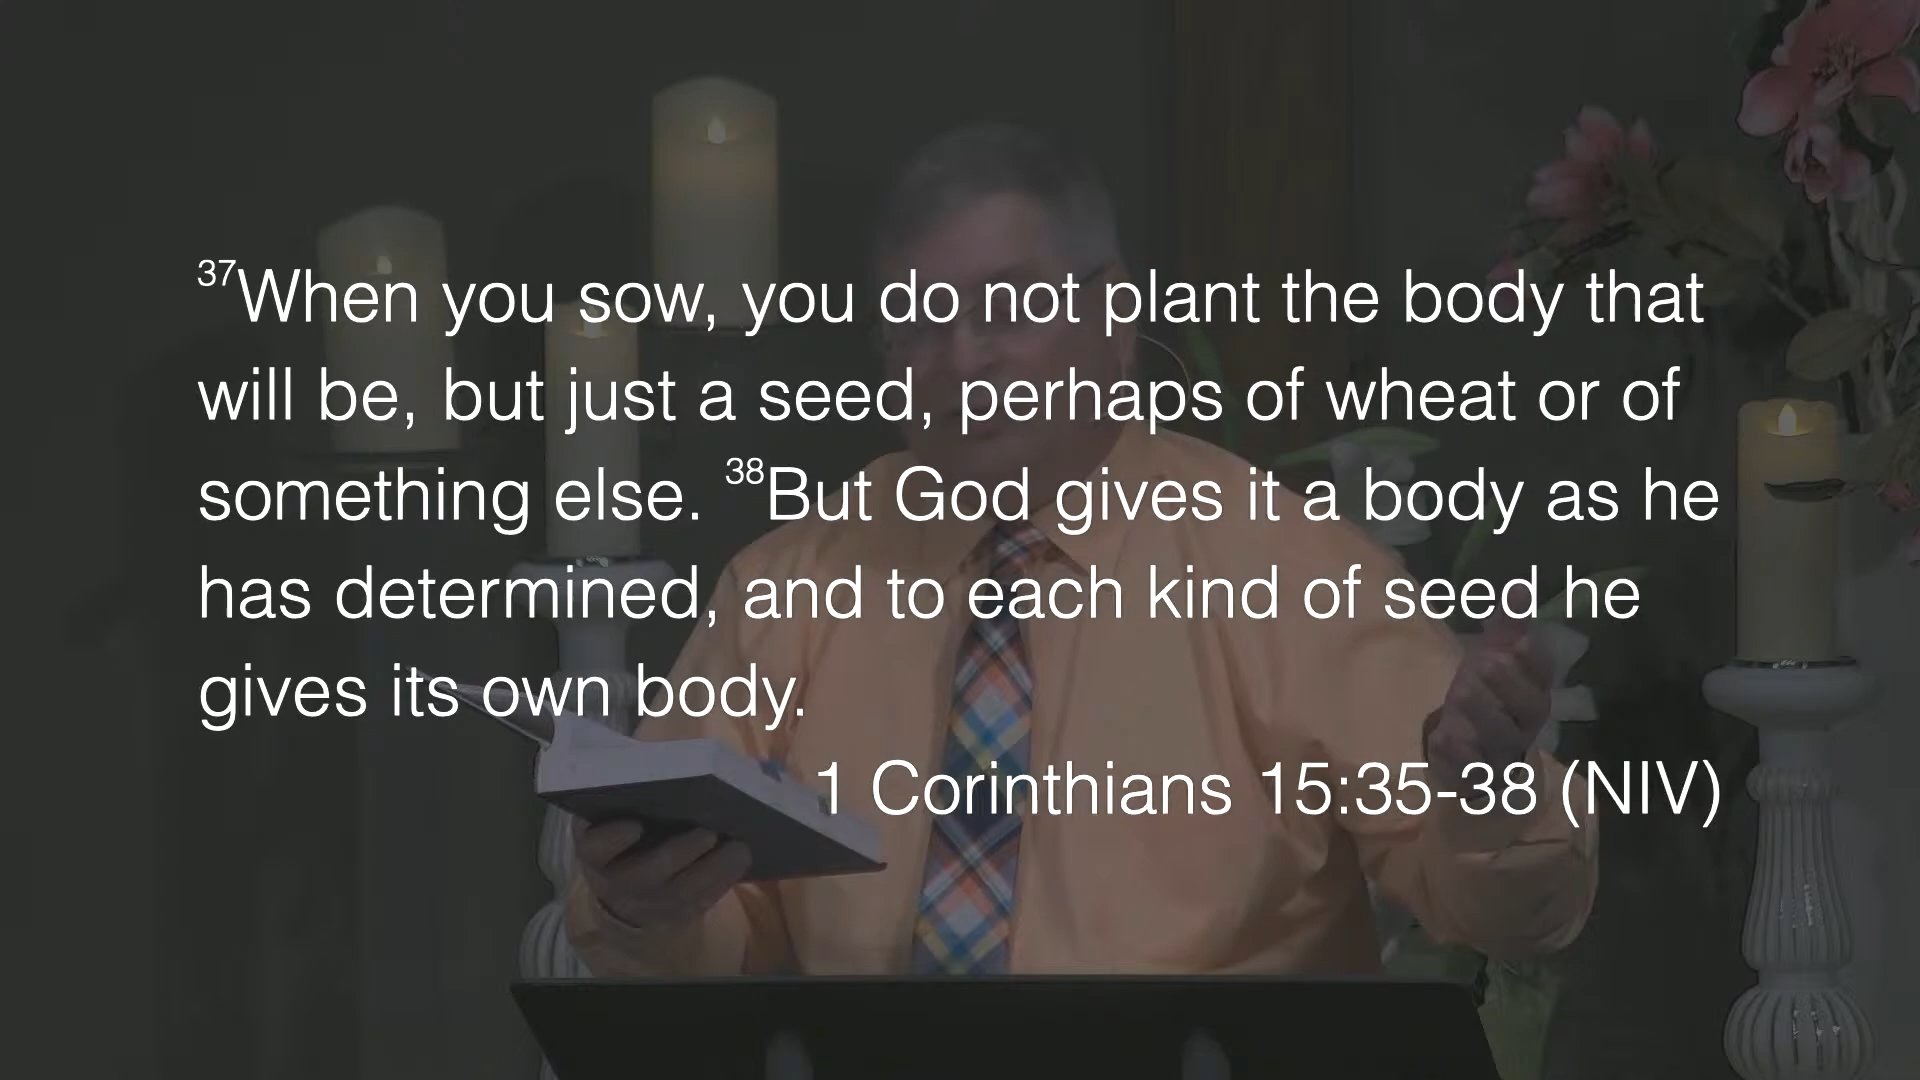 ³⁷When you sow, you do not plant the body that
will be, but just a seed, perhaps of wheat or of
something else. ³⁸But God gives it a body as he
has determined, and to each kind of seed he
gives its own body.
1 Corinthians 15:35-38 (NIV)